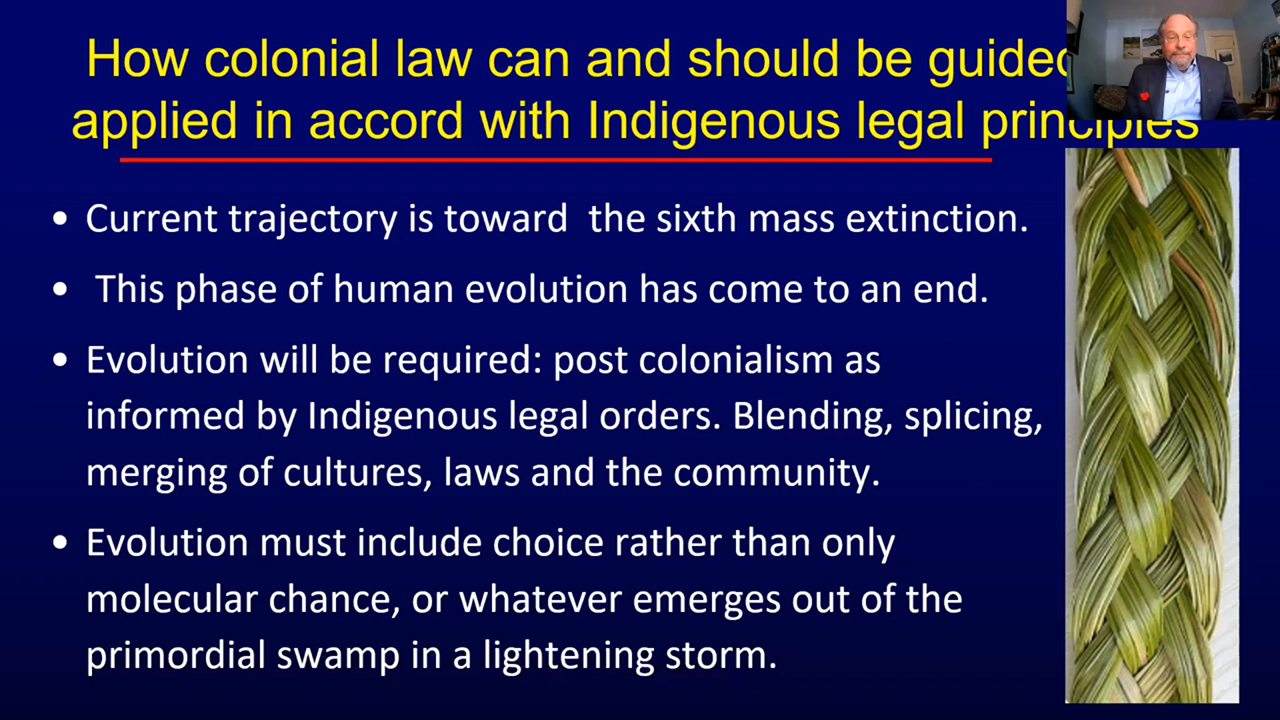 How colonial law can and should be guided
applied in accord with Indigenous legal principles
• Current trajectory is toward  the sixth mass extinction.
•  This phase of human evolution has come to an end.
• Evolution will be required: post colonialism as
informed by Indigenous legal orders. Blending, splicing,
merging of cultures, laws and the community.
• Evolution must include choice rather than only
molecular chance, or whatever emerges out of the
primordial swamp in a lightening storm.